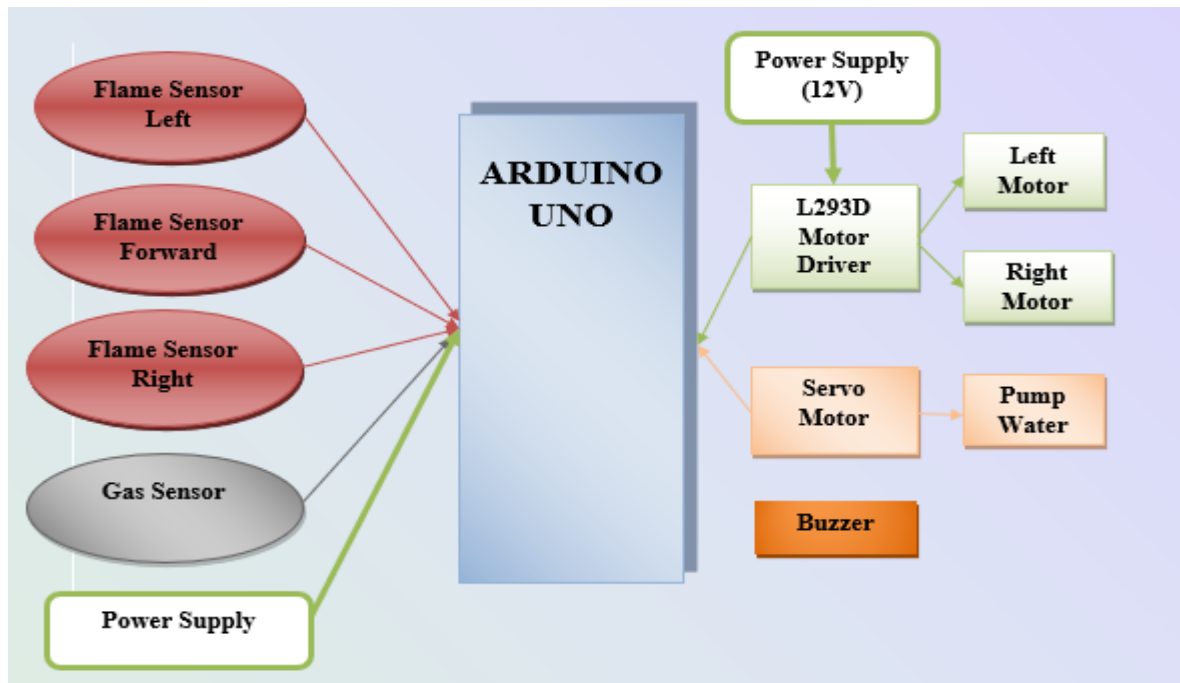 Flame Sensor
Left
Flame Sensor
Forward
Flame Sensor
Right
Gas Sensor
Power Supply
ARDUINO
UNO
Power Supply
(12V)
L293D
Motor
Driver
Left
Motor
Right
Motor
Servo
Motor
Pump
Water
Buzzer